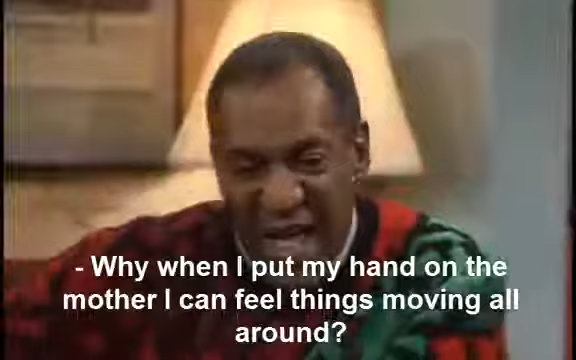 - Why when I put my hand on the
mother I can feel things moving all
around?